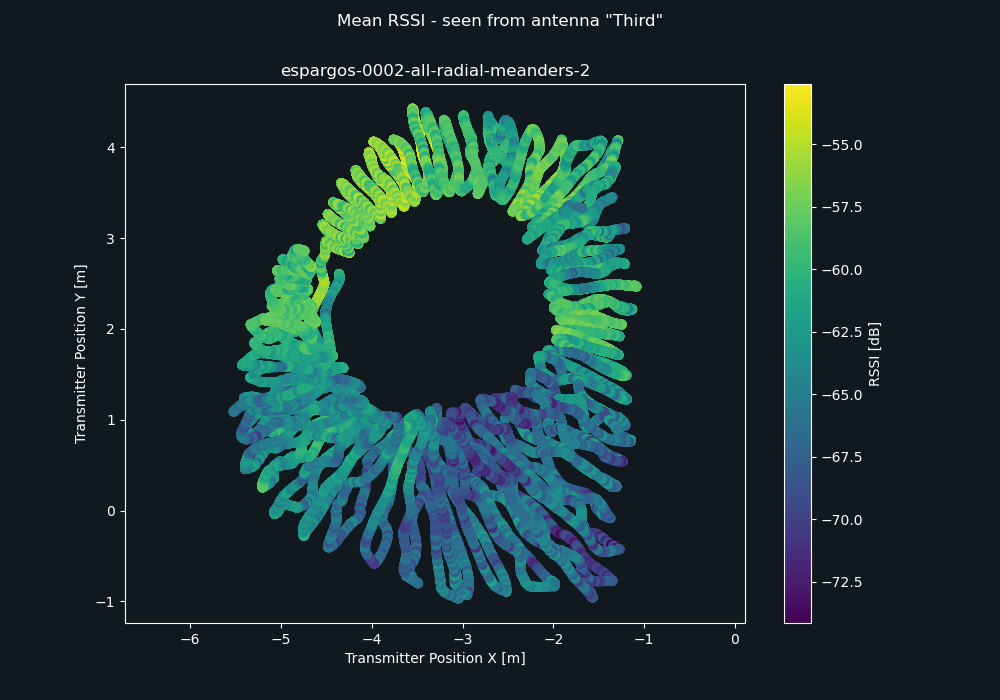 Mean RSSI - seen from antenna "Third"
espargos-0002-all-radial-meanders-2
4
3
2
1
0
−1
Transmitter Position Y [m]
−6 −5 −4 −3 −2 −1 0
Transmitter Position X [m]
−55.0
−57.5
−60.0
−62.5
−65.0
−67.5
−70.0
−72.5
RSSI [dB]